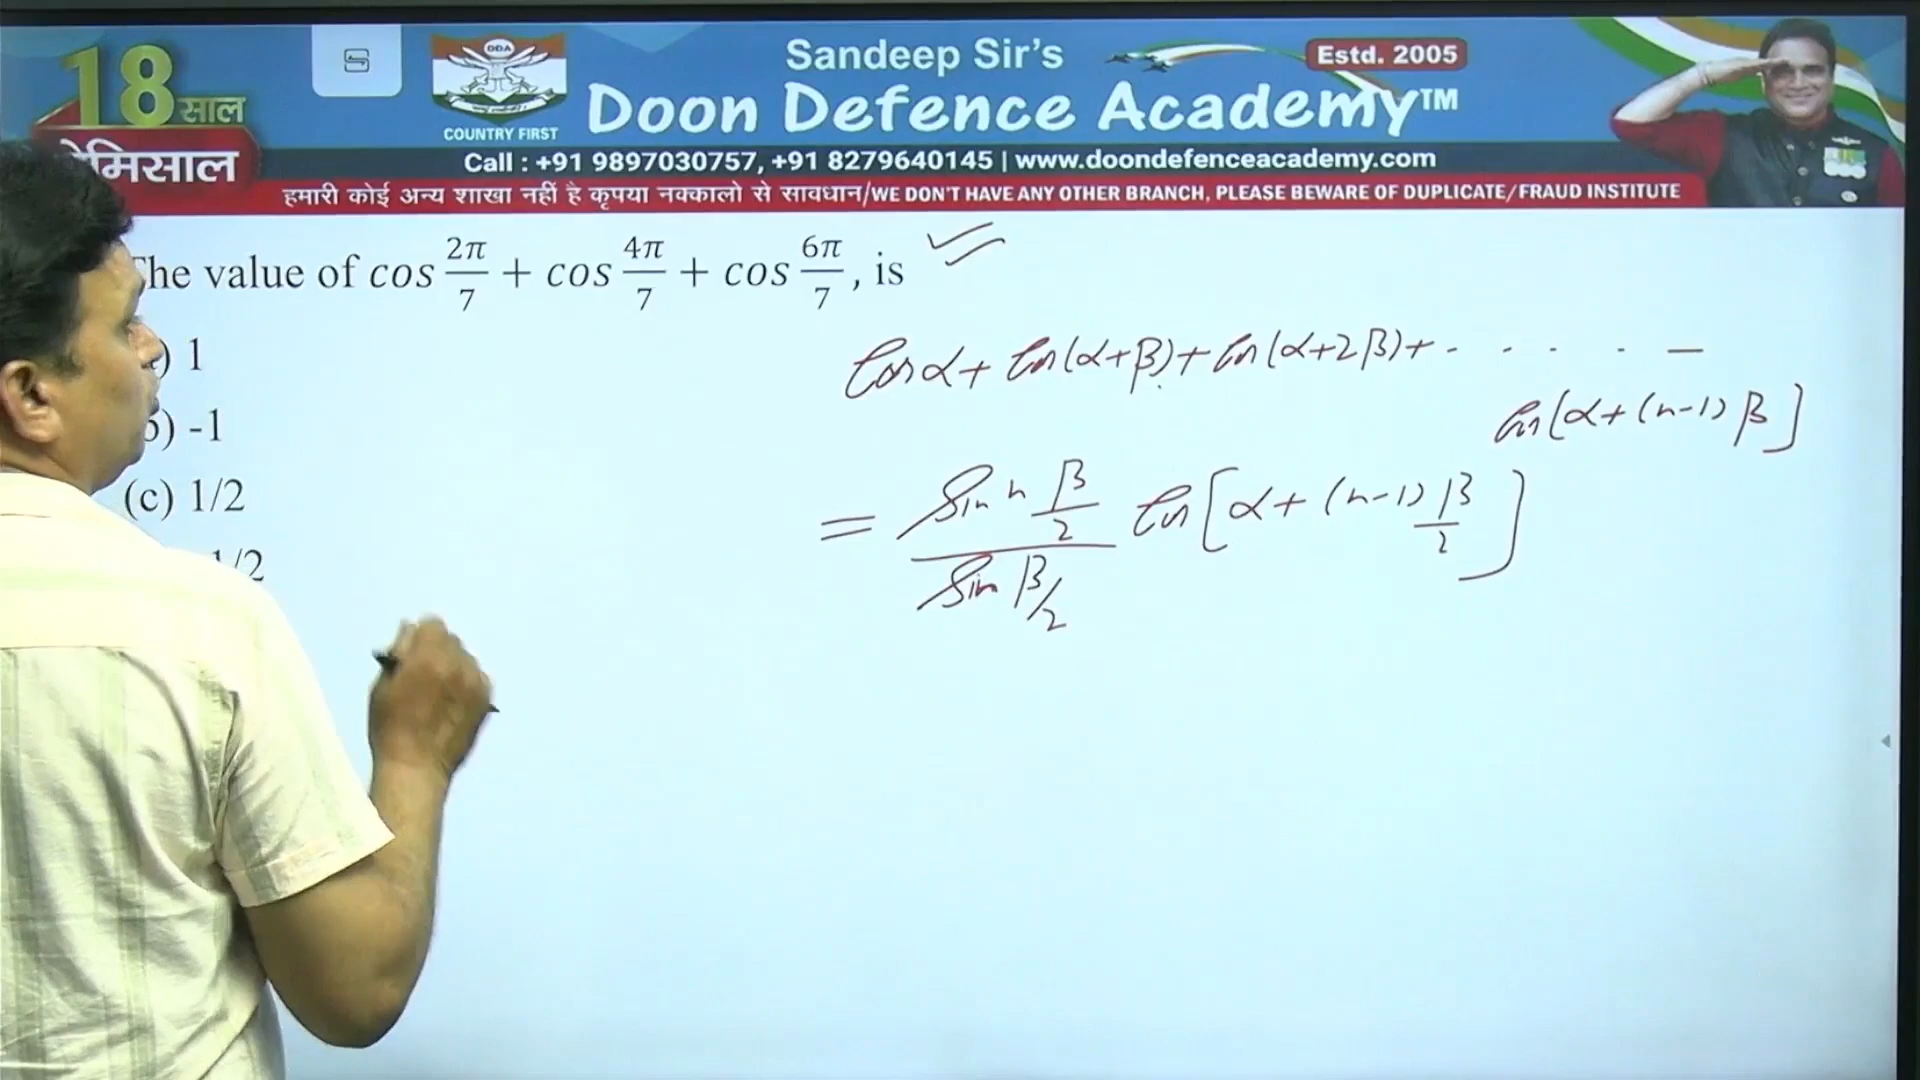 18 साल
बेमिसाल
DDA
COUNTRY FIRST
Sandeep Sir's
Estd. 2005
Doon Defence Academy™
Call : +91 9897030757, +91 8279640145 | www.doondefenceacademy.com
हमारी कोई अन्य शाखा नहीं है कृपया नक्कालो से सावधान/WE DON'T HAVE ANY OTHER BRANCH, PLEASE BEWARE OF DUPLICATE/FRAUD INSTITUTE
The value of cos 2π/7 + cos 4π/7 + cos 6π/7, is
) 1
b) -1
(c) 1/2
1/2
Cosα + Cos(α+β) + Cos(α+2β) + . . . . . –
Cos[α+(n-1)β]
= Sin n β/2 / Sin β/2 Cos[α + (n-1) β/2]